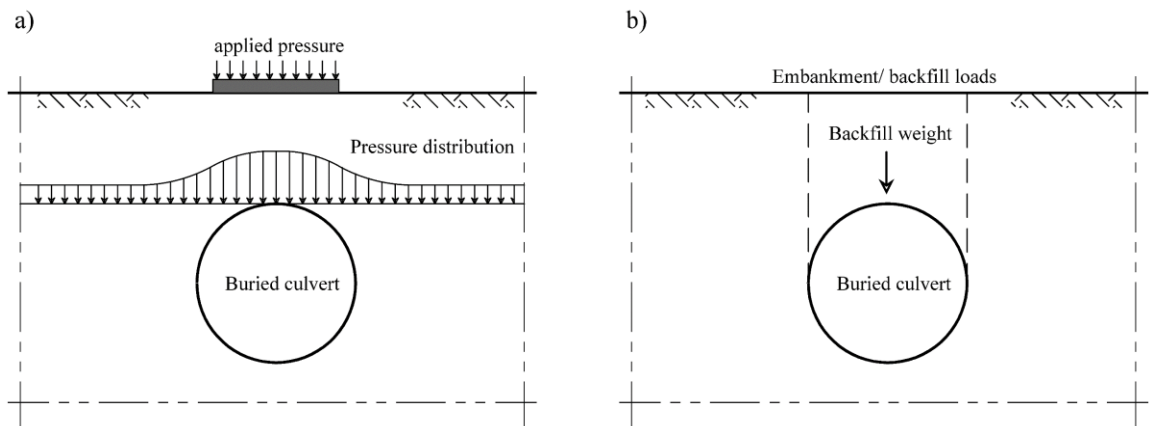 a)
applied pressure
Pressure distribution
Buried culvert
b)
Embankment/ backfill loads
Backfill weight
Buried culvert